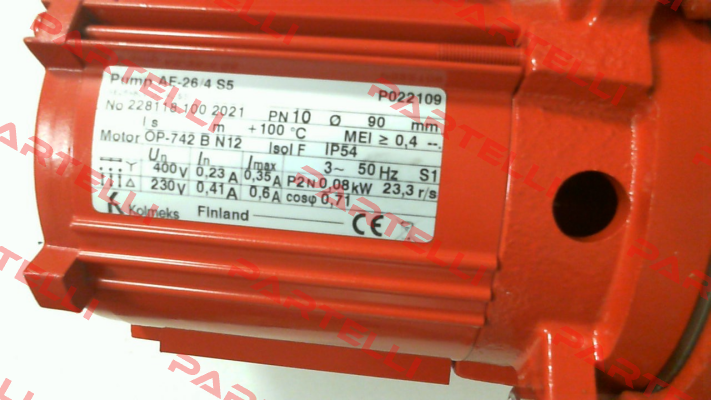 Pump AE-26/4 S5 P022109
No 228118-100 2021 PN 10 Ø 90 mm
l s m +100 °C MEI ≥ 0,4 --.
Motor OP-742 B N12 Isol F IP54
Un In Imax 3~ 50 Hz S1
Y 400 V 0,23 A 0,35A P2N 0,08 kW 23,3 r/s
Δ 230 V 0,41 A 0,6 A cosφ 0,71
Kolmeks Finland CE
PARTELLI